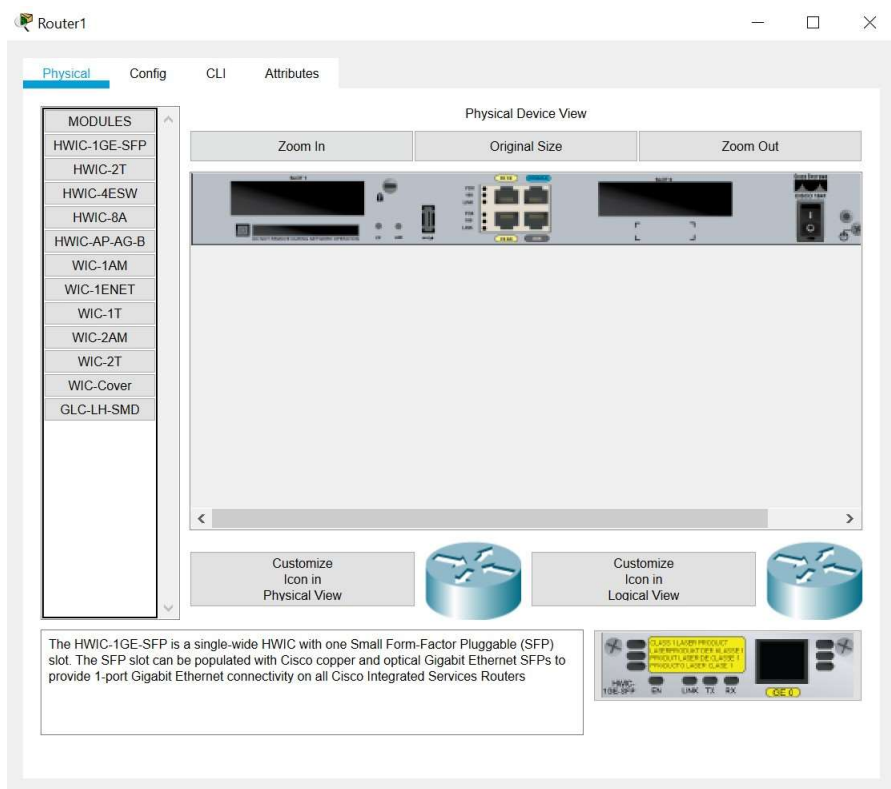 Router1
Physical Config CLI Attributes
MODULES
HWIC-1GE-SFP
HWIC-2T
HWIC-4ESW
HWIC-8A
HWIC-AP-AG-B
WIC-1AM
WIC-1ENET
WIC-1T
WIC-2AM
WIC-2T
WIC-Cover
GLC-LH-SMD
Physical Device View
Zoom In Original Size Zoom Out
Customize
Icon in
Physical View
Customize
Icon in
Logical View
The HWIC-1GE-SFP is a single-wide HWIC with one Small Form-Factor Pluggable (SFP)
slot. The SFP slot can be populated with Cisco copper and optical Gigabit Ethernet SFPs to
provide 1-port Gigabit Ethernet connectivity on all Cisco Integrated Services Routers
CLASS 1 LASER PRODUCT
HWIC-
1GE-SFP EN LINK TX RX GE 0